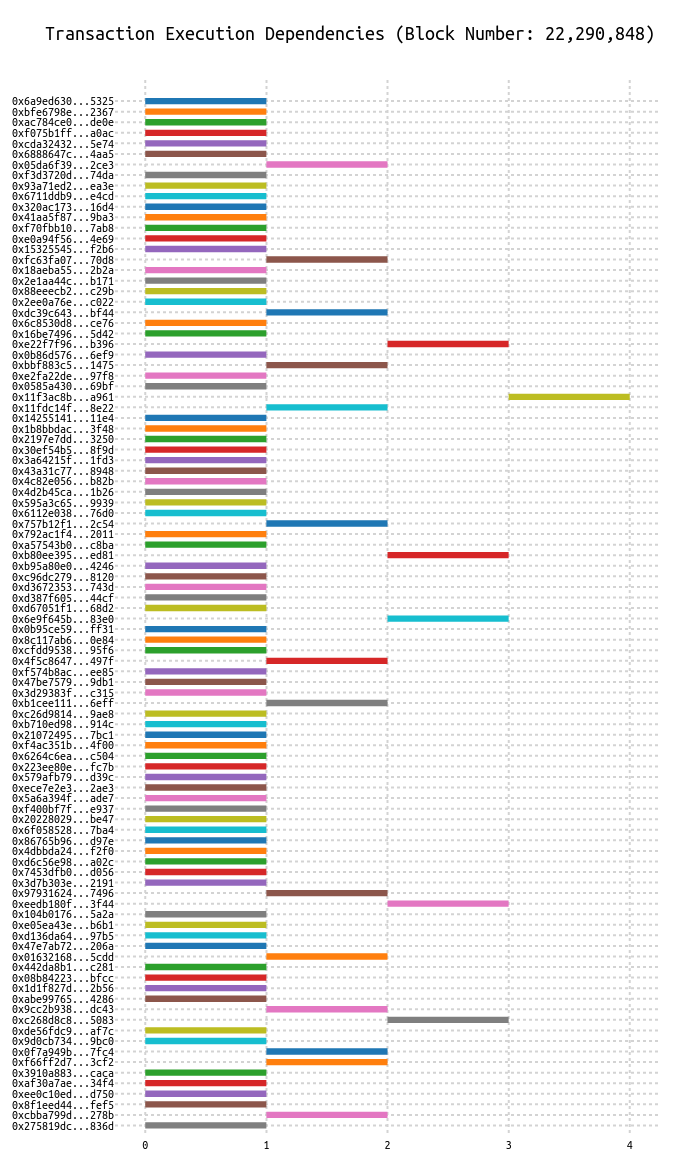 Transaction Execution Dependencies (Block Number: 22,290,848)
0x6a9ed630...5325
0xbfe6798e...2367
0xac784ce0...de0e
0xf075b1ff...a0ac
0xcda32432...5e74
0x6888647c...4aa5
0x05da6f39...2ce3
0xf3d3720d...74da
0x93a71ed2...ea3e
0x6711ddb9...e4cd
0x320ac173...16d4
0x41aa5f87...9ba3
0xf70fbb10...7ab8
0xe0a94f56...4e69
0x15325545...f2b6
0xfc63fa07...70d8
0x18aeba55...2b2a
0x2e1aa44c...b171
0x88eeecb2...c29b
0x2ee0a76e...c022
0xdc39c643...bf44
0x6c8530d8...ce76
0x16be7496...5d42
0xe22f7f96...b396
0x0b86d576...6ef9
0xbbf883c5...1475
0xe2fa22de...97f8
0x0585a430...69bf
0x11f3ac8b...a961
0x11fdc14f...8e22
0x14255141...11e4
0x1b8bbdac...3f48
0x2197e7dd...3250
0x30ef54b5...8f9d
0x3a64215f...1fd3
0x43a31c77...8948
0x4c82e056...b82b
0x4d2b45ca...1b26
0x595a3c65...9939
0x6112e038...76d0
0x757b12f1...2c54
0x792ac1f4...2011
0xa57543b0...c8ba
0xb80ee395...ed81
0xb95a80e0...4246
0xc96dc279...8120
0xd3672353...743d
0xd387f605...44cf
0xd67051f1...68d2
0x6e9f645b...83e0
0x0b95ce59...ff31
0x8c117ab6...0e84
0xcfdd9538...95f6
0x4f5c8647...497f
0xf574b8ac...ee85
0x47be7579...9db1
0x3d29383f...c315
0xb1cee111...6eff
0xc26d9814...9ae8
0xb710ed98...914c
0x21072495...7bc1
0xf4ac351b...4f00
0x6264c6ea...c504
0x223ee80e...fc7b
0x579afb79...d39c
0xece7e2e3...2ae3
0x5a6a394f...ade7
0xf400bf7f...e937
0x20228029...be47
0x6f058528...7ba4
0x86765b96...d97e
0x4dbbda24...f2f0
0xd6c56e98...a02c
0x7453dfb0...d056
0x3d7b303e...2191
0x97931624...7496
0xeedb180f...3f44
0x104b0176...5a2a
0xe05ea43e...b6b1
0xd136da64...97b5
0x47e7ab72...206a
0x01632168...5cdd
0x442da8b1...c281
0x08b84223...bfcc
0x1d1f827d...2b56
0xabe99765...4286
0x9cc2b938...dc43
0xc268d8c8...5083
0xde56fdc9...af7c
0x9d0cb734...9bc0
0x0f7a949b...7fc4
0xf66ff2d7...3cf2
0x3910a883...caca
0xaf30a7ae...34f4
0xee0c10ed...d750
0x8f1eed44...fef5
0xcbba799d...278b
0x275819dc...836d
0 1 2 3 4